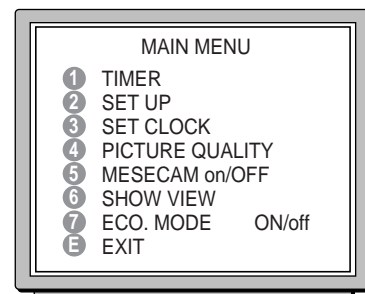 MAIN MENU
1 TIMER
2 SET UP
3 SET CLOCK
4 PICTURE QUALITY
5 MESECAM on/OFF
6 SHOW VIEW
7 ECO. MODE ON/off
E EXIT